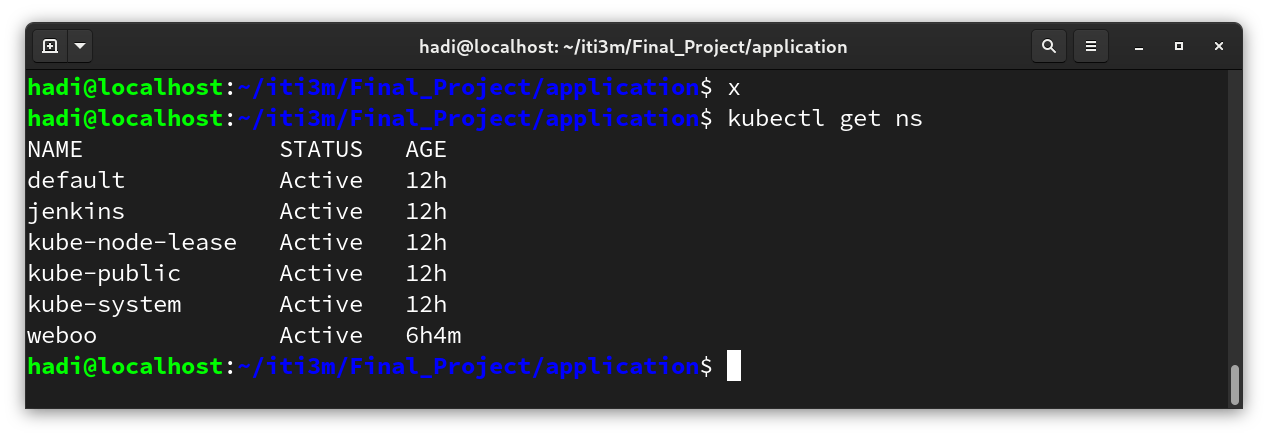 hadi@localhost: ~/iti3m/Final_Project/application
hadi@localhost:~/iti3m/Final_Project/application$ x
hadi@localhost:~/iti3m/Final_Project/application$ kubectl get ns
NAME              STATUS   AGE
default           Active   12h
jenkins           Active   12h
kube-node-lease   Active   12h
kube-public       Active   12h
kube-system       Active   12h
weboo             Active   6h4m
hadi@localhost:~/iti3m/Final_Project/application$